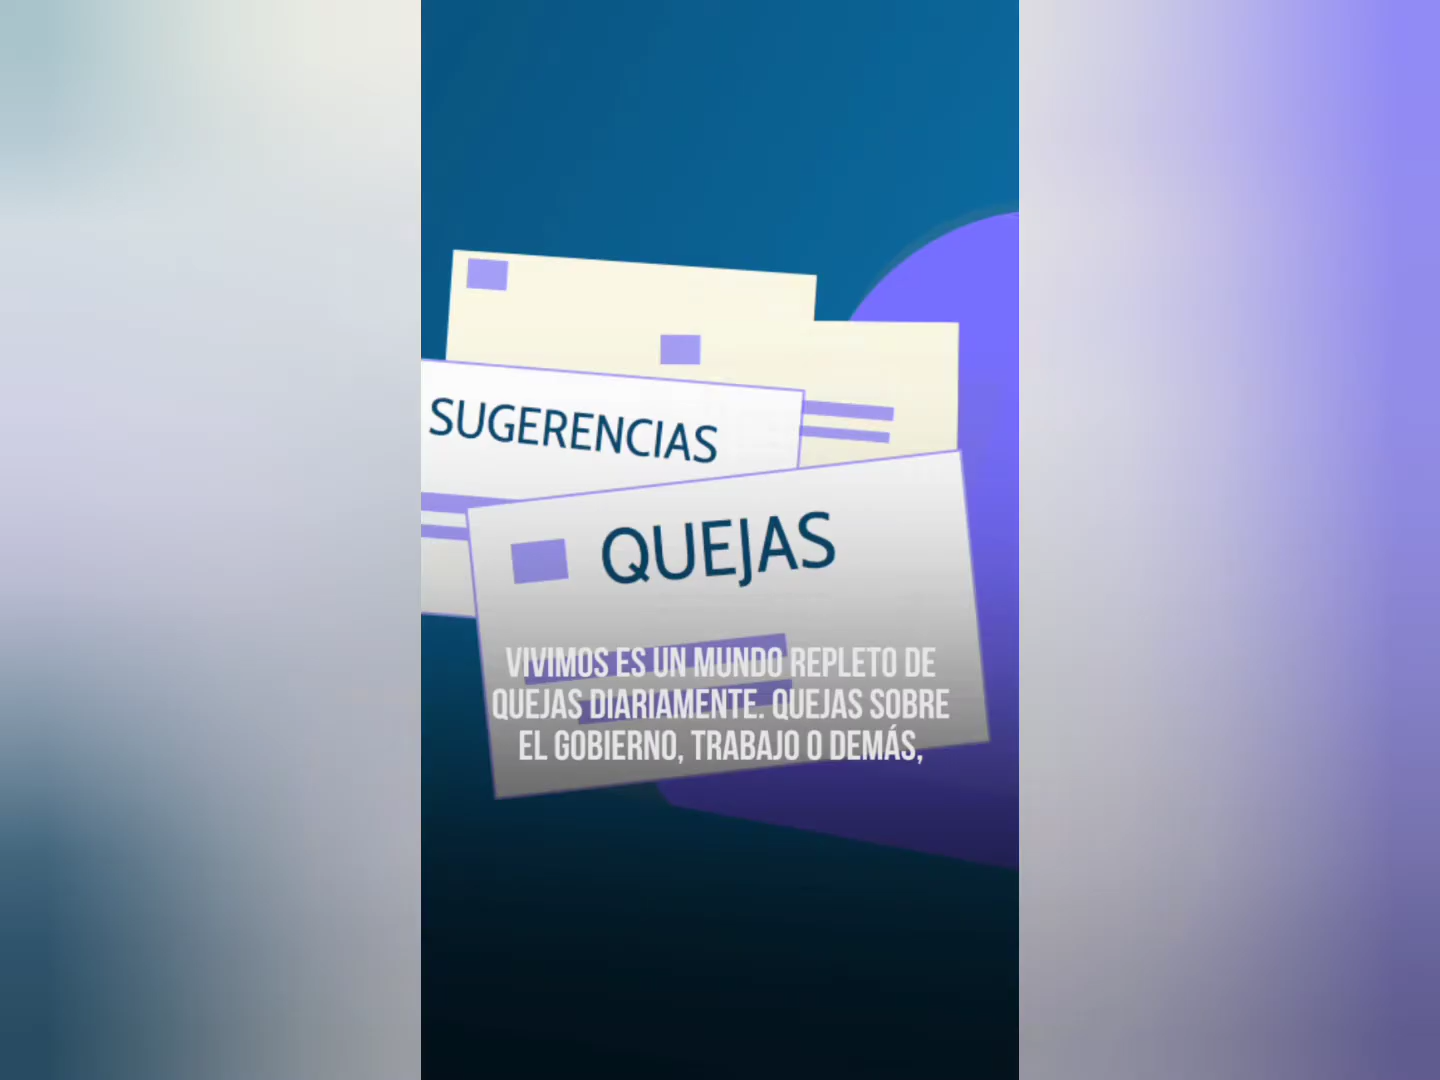 SUGERENCIAS
QUEJAS
VIVIMOS ES UN MUNDO REPLETO DE
QUEJAS DIARIAMENTE. QUEJAS SOBRE
EL GOBIERNO, TRABAJO O DEMÁS,